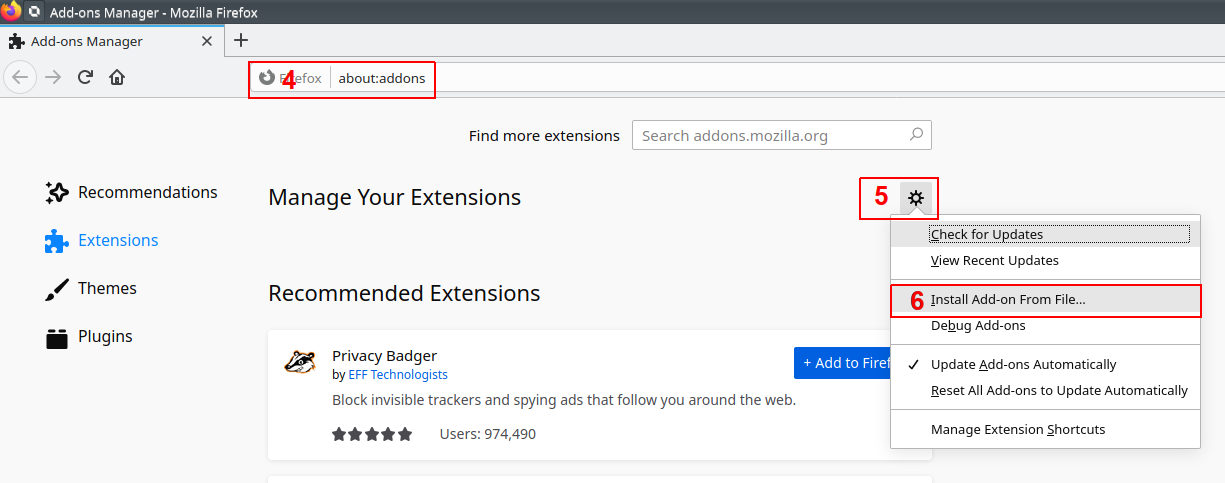 Add-ons Manager - Mozilla Firefox
Add-ons Manager
4 Firefox about:addons
Find more extensions Search addons.mozilla.org
Recommendations
Manage Your Extensions
5
Extensions
Check for Updates
View Recent Updates
Themes
Recommended Extensions
6 Install Add-on From File...
Debug Add-ons
Plugins
Privacy Badger
by EFF Technologists
+ Add to Firef
Update Add-ons Automatically
Reset All Add-ons to Update Automatically
Block invisible trackers and spying ads that follow you around the web.
Users: 974,490
Manage Extension Shortcuts